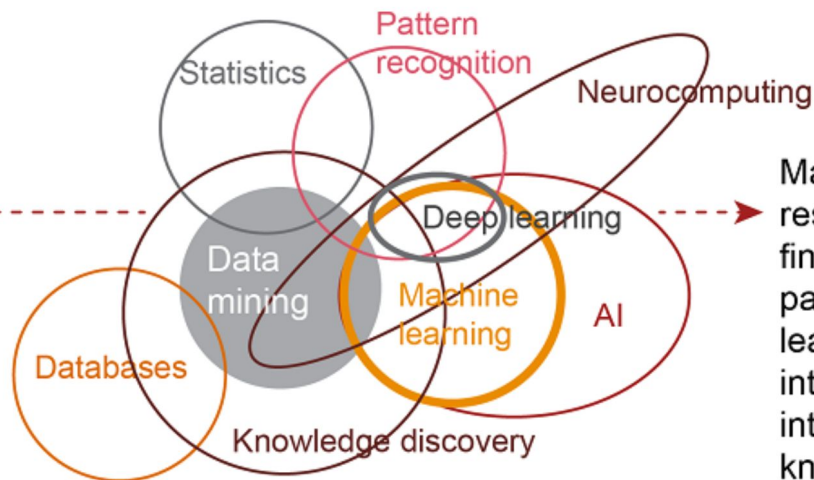 Pattern
recognition
Statistics
Neurocomputing
Deep learning
Data
mining
Machine
learning
AI
Databases
Knowledge discovery